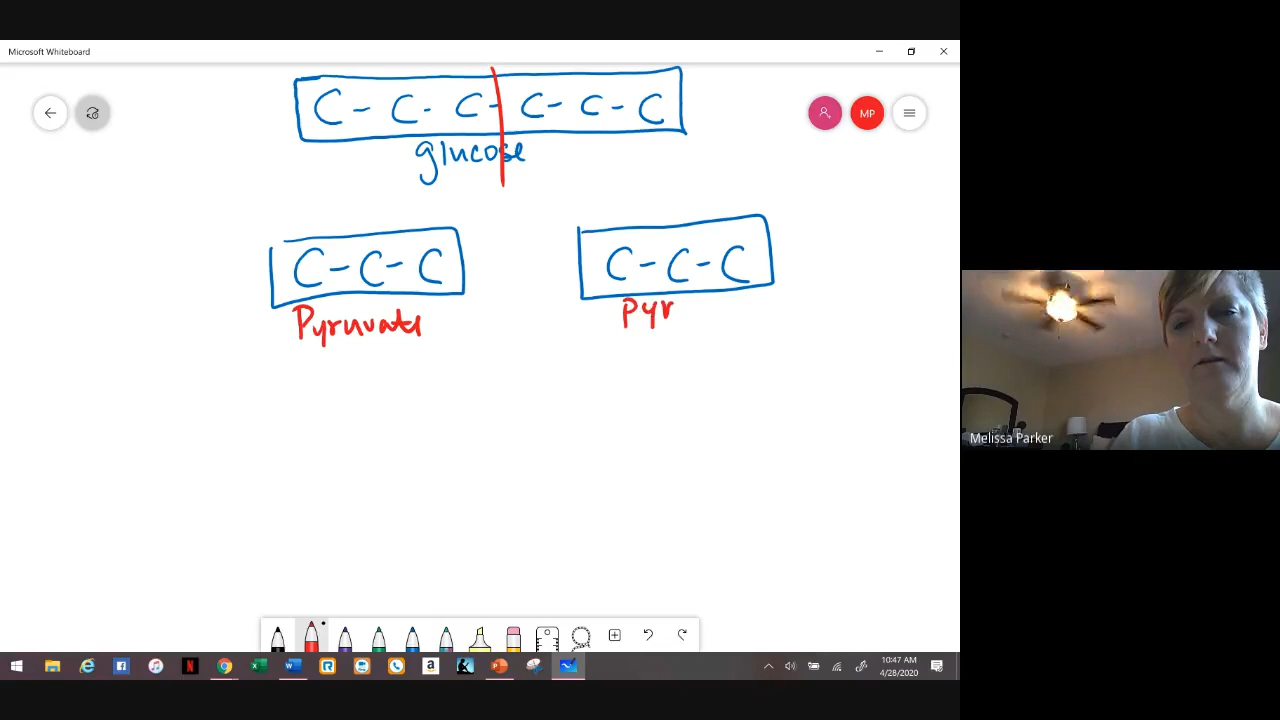 Microsoft Whiteboard
C - C - C - C - C - C
glucose
MP
C - C - C
C - C - C
Pyruvate
Pyr
Melissa Parker
10:47 AM
4/28/2020